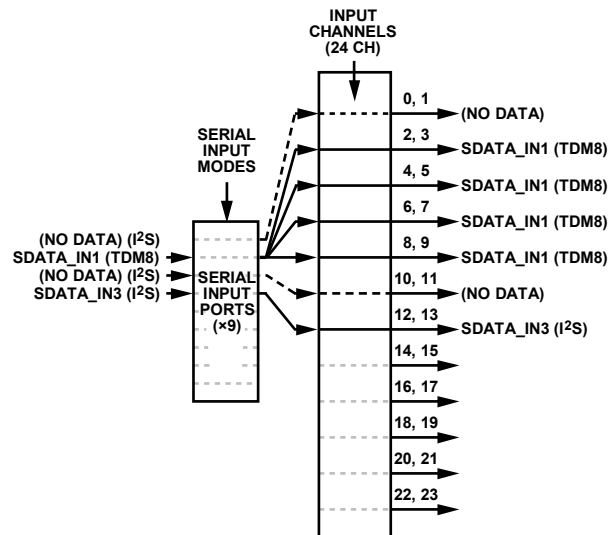 INPUT
CHANNELS
(24 CH)
SERIAL
INPUT
MODES
(NO DATA) (I²S)
SDATA_IN1 (TDM8)
(NO DATA) (I²S)
SDATA_IN3 (I²S)
SERIAL
INPUT
PORTS
(×9)
0, 1
(NO DATA)
2, 3
SDATA_IN1 (TDM8)
4, 5
SDATA_IN1 (TDM8)
6, 7
SDATA_IN1 (TDM8)
8, 9
SDATA_IN1 (TDM8)
10, 11
(NO DATA)
12, 13
SDATA_IN3 (I²S)
14, 15
16, 17
18, 19
20, 21
22, 23